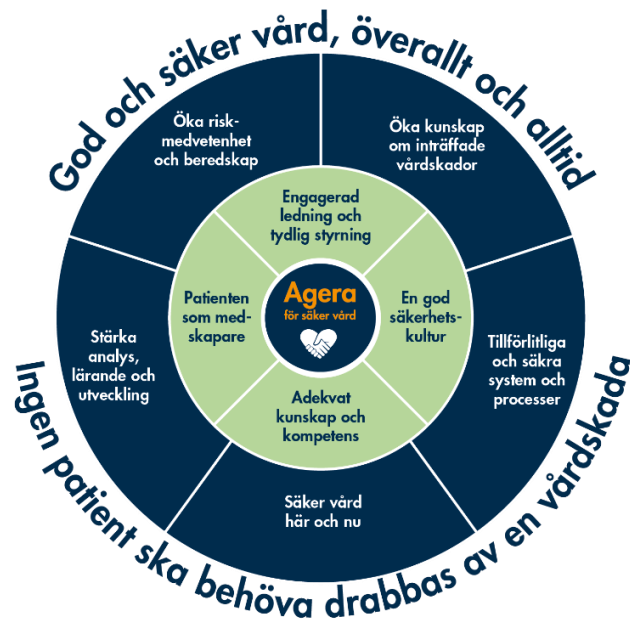 God och säker vård, överallt och alltid
Öka risk-
medvetenhet
och beredskap
Öka kunskap
om inträffade
vårdskador
Engagerad
ledning och
tydlig styrning
Patienten
som med-
skapare
Agera
för säker vård
En god
säkerhets-
kultur
Stärka
analys,
lärande och
utveckling
Tillförlitliga
och säkra
system och
processer
Adekvat
kunskap och
kompetens
Säker vård
här och nu
Ingen patient ska behöva drabbas av en vårdskada